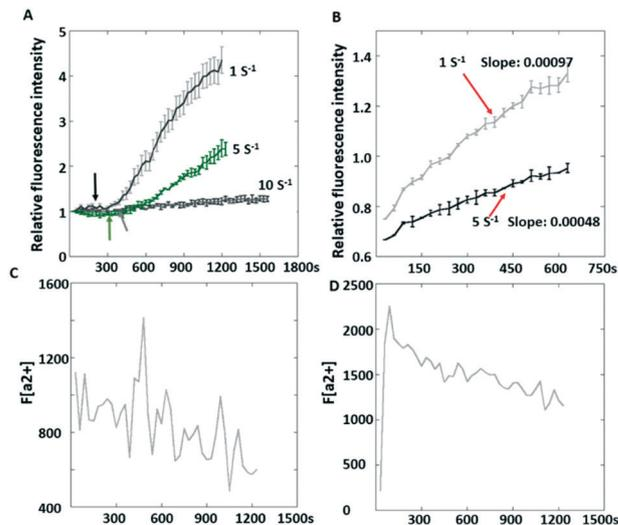 A
Relative fluorescence intensity
5
4
3
2
1
0
1 S-1
5 S-1
10 S-1
300 600 900 1200 1500 1800s
B
Relative fluorescence intensity
1.4
1.2
1.0
0.8
0.6
1 S-1 Slope: 0.00097
5 S-1 Slope: 0.00048
150 300 450 600 750s
C
F[a2+]
1600
1200
800
400
300 600 900 1200 1500s
D
F[a2+]
2500
2000
1500
1000
500
0
300 600 900 1200 1500s